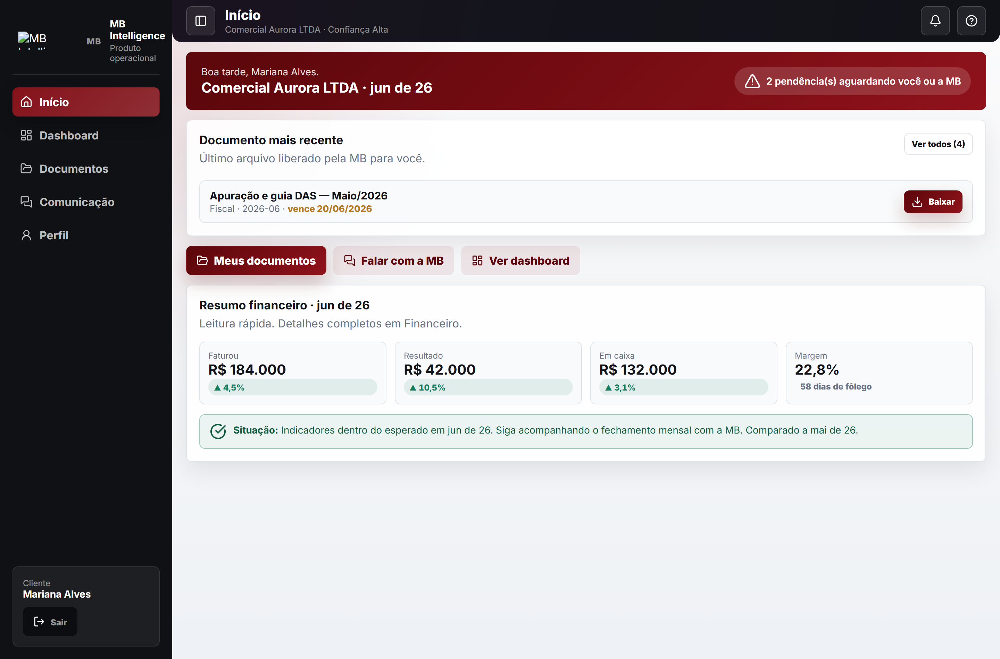 MB
MB
MB
Intelligence
Produto
operacional
Início
Dashboard
Documentos
Comunicação
Perfil
Cliente
Mariana Alves
Sair
Início
Comercial Aurora LTDA · Confiança Alta
Boa tarde, Mariana Alves.
Comercial Aurora LTDA · jun de 26
2 pendência(s) aguardando você ou a MB
Documento mais recente
Último arquivo liberado pela MB para você.
Ver todos (4)
Apuração e guia DAS — Maio/2026
Fiscal · 2026-06 · vence 20/06/2026
Baixar
Meus documentos
Falar com a MB
Ver dashboard
Resumo financeiro · jun de 26
Leitura rápida. Detalhes completos em Financeiro.
Faturou
R$ 184.000
▲ 4,5%
Resultado
R$ 42.000
▲ 10,5%
Em caixa
R$ 132.000
▲ 3,1%
Margem
22,8%
58 dias de fôlego
Situação: Indicadores dentro do esperado em jun de 26. Siga acompanhando o fechamento mensal com a MB. Comparado a mai de 26.